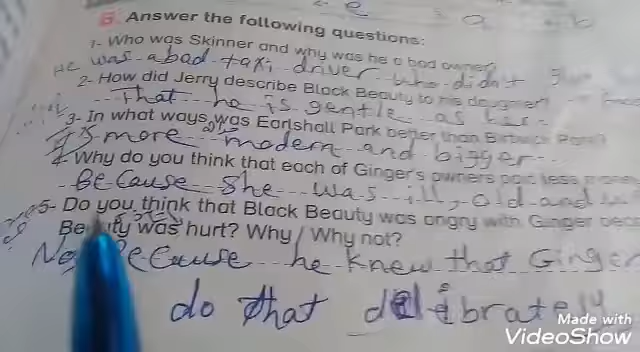 6. Answer the following questions:
1- Who was Skinner and why was he a bad owner?
He was a bad taxi driver who didn't
2- How did Jerry describe Black Beauty to his daughter?
That he is gentle as
3- In what ways was Earlshall Park better than Birtwick Park?
more modern and bigger
4- Why do you think that each of Ginger's owners paid less money
Because she was ill, old and
5- Do you think that Black Beauty was angry with Ginger
Beauty was hurt? Why / Why not?
No, Because he knew that Ginger
do that delebrately
Made with
VideoShow